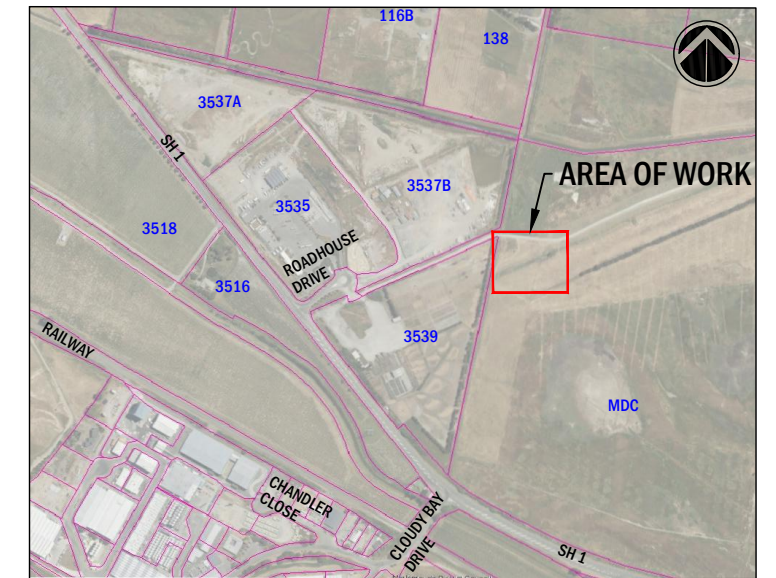 116B
138
3537A
SH 1
AREA OF WORK
3537B
3535
3518
ROADHOUSE
DRIVE
3516
3539
RAILWAY
MDC
CHANDLER
CLOSE
CLOUDY BAY
DRIVE
SH 1